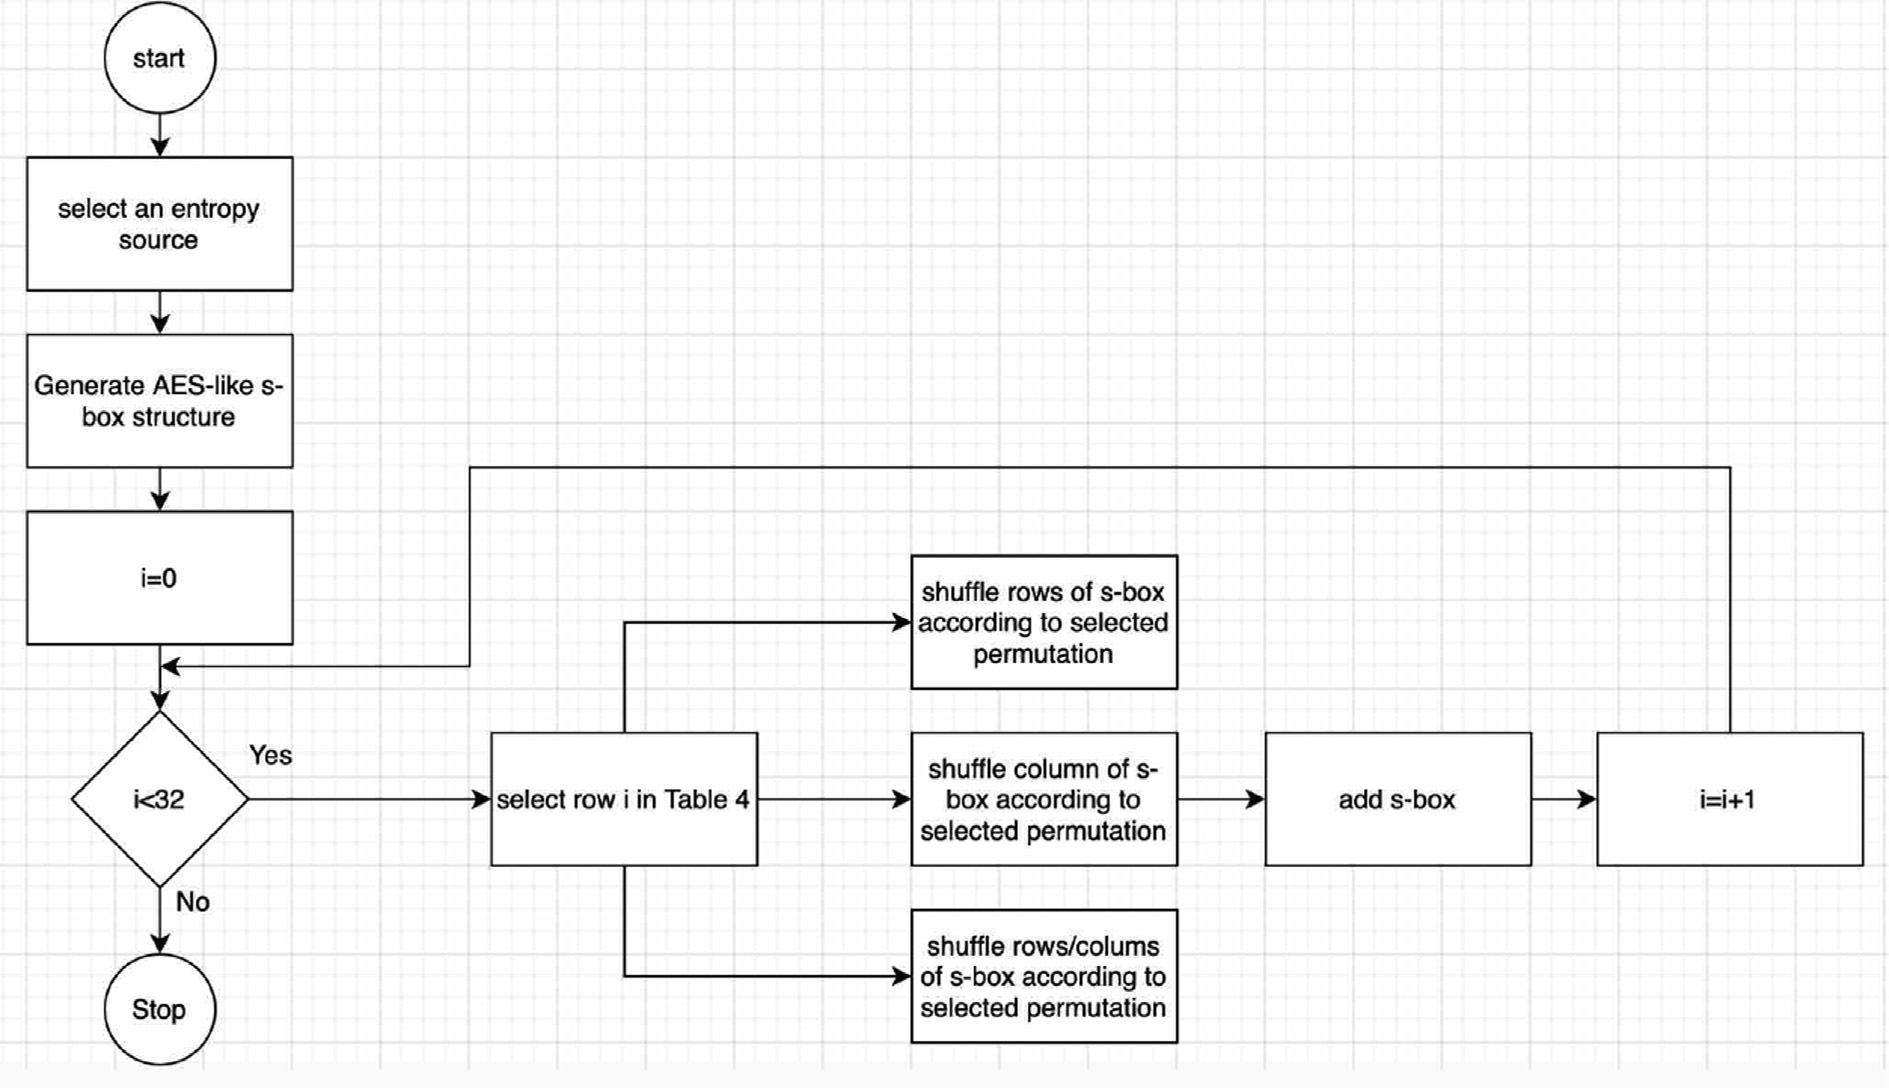 start
select an entropy
source
Generate AES-like s-
box structure
i=0
i<32
Yes
No
Stop
select row i in Table 4
shuffle rows of s-box
according to selected
permutation
shuffle column of s-
box according to
selected permutation
shuffle rows/colums
of s-box according to
selected permutation
add s-box
i=i+1